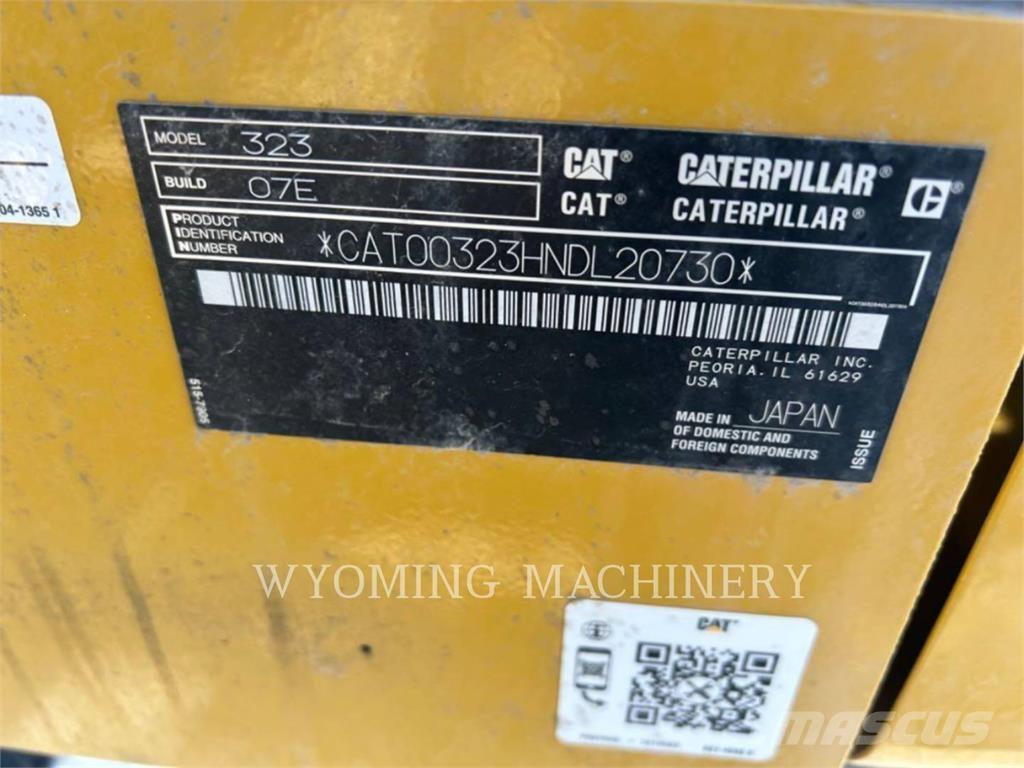 MODEL 323
BUILD 07E
CAT® CATERPILLAR®
CAT® CATERPILLAR®
PRODUCT
IDENTIFICATION
NUMBER
*CAT00323HNDL20730*
CATERPILLAR INC.
PEORIA, IL 61629
USA
MADE IN JAPAN
OF DOMESTIC AND
FOREIGN COMPONENTS
ISSUE
04-1365 1
WYOMING MACHINERY
CAT®
MASCUS